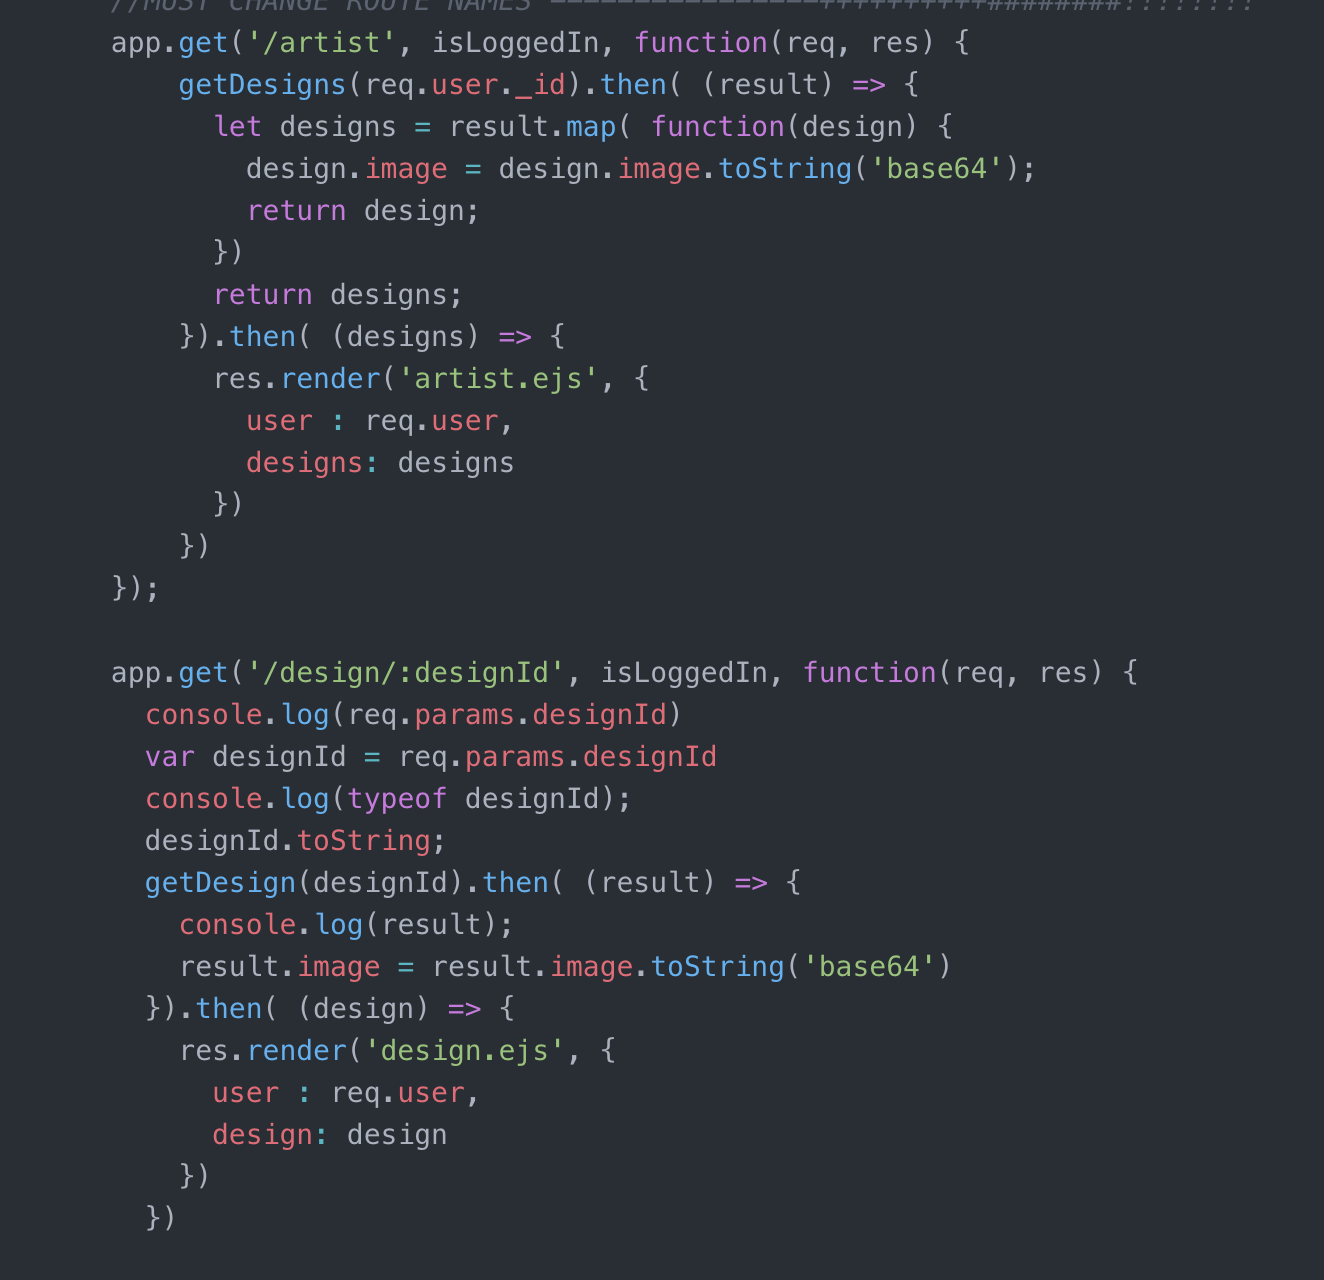 //MUST CHANGE ROUTE NAMES
app.get('/artist', isLoggedIn, function(req, res) {
    getDesigns(req.user._id).then( (result) => {
      let designs = result.map( function(design) {
        design.image = design.image.toString('base64');
        return design;
      })
      return designs;
    }).then( (designs) => {
      res.render('artist.ejs', {
        user : req.user,
        designs: designs
      })
    })
});

app.get('/design/:designId', isLoggedIn, function(req, res) {
  console.log(req.params.designId)
  var designId = req.params.designId
  console.log(typeof designId);
  designId.toString;
  getDesign(designId).then( (result) => {
    console.log(result);
    result.image = result.image.toString('base64')
  }).then( (design) => {
    res.render('design.ejs', {
      user : req.user,
      design: design
    })
  })